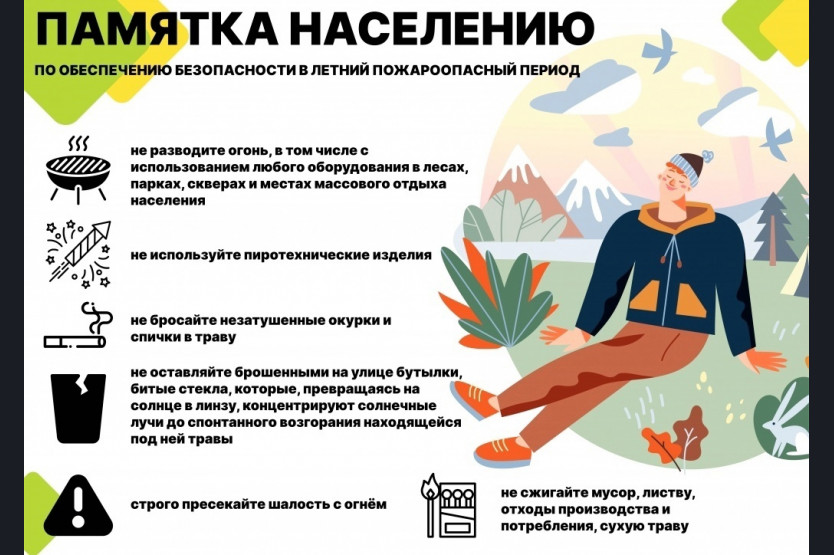 ПАМЯТКА НАСЕЛЕНИЮ
ПО ОБЕСПЕЧЕНИЮ БЕЗОПАСНОСТИ В ЛЕТНИЙ ПОЖАРООПАСНЫЙ ПЕРИОД
не разводите огонь, в том числе с
использованием любого оборудования в лесах,
парках, скверах и местах массового отдыха
населения
не используйте пиротехнические изделия
не бросайте незатушенные окурки и
спички в траву
не оставляйте брошенными на улице бутылки,
битые стекла, которые, превращаясь на
солнце в линзу, концентрируют солнечные
лучи до спонтанного возгорания находящейся
под ней травы
строго пресекайте шалость с огнём
не сжигайте мусор, листву,
отходы производства и
потребления, сухую траву